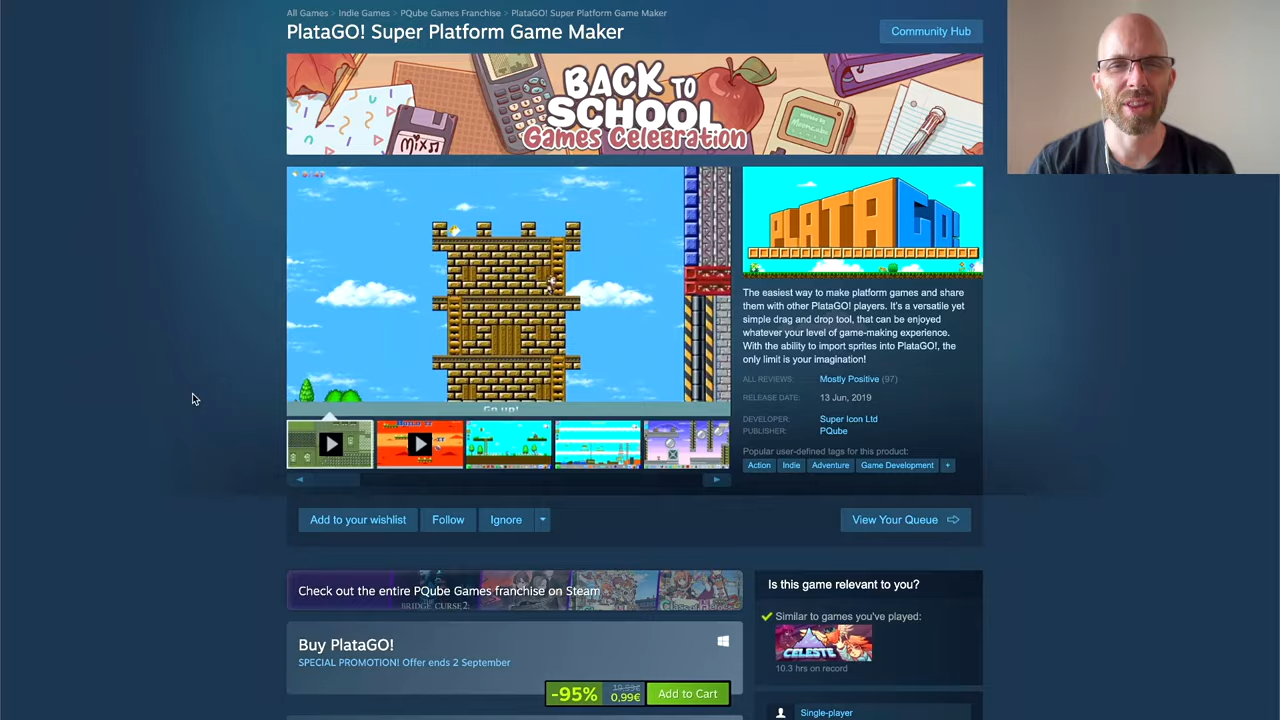 All Games > Indie Games > PQube Games Franchise > PlataGO! Super Platform Game Maker
PlataGO! Super Platform Game Maker
Community Hub
BACK TO
SCHOOL
Games Celebration
Mixst
PLATAGO!
Go up!
The easiest way to make platform games and share
them with other PlataGO! players. It's a versatile yet
simple drag and drop tool, that can be enjoyed
whatever your level of game-making experience.
With the ability to import sprites into PlataGO!, the
only limit is your imagination!
ALL REVIEWS: Mostly Positive (97)
RELEASE DATE: 13 Jun, 2019
DEVELOPER: Super Icon Ltd
PUBLISHER: PQube
Popular user-defined tags for this product:
Action Indie Adventure Game Development +
Add to your wishlist Follow Ignore
View Your Queue
Check out the entire PQube Games franchise on Steam
THE
BRIDGE CURSE 2:
Is this game relevant to you?
Similar to games you've played:
CELESTE
10.3 hrs on record
Buy PlataGO!
SPECIAL PROMOTION! Offer ends 2 September
-95% 19,99€ 0,99€ Add to Cart
Single-player